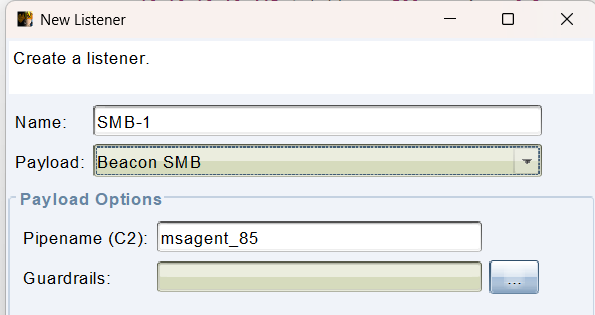 New Listener
Create a listener.
Name: SMB-1
Payload: Beacon SMB
Payload Options
Pipename (C2): msagent_85
Guardrails: ...